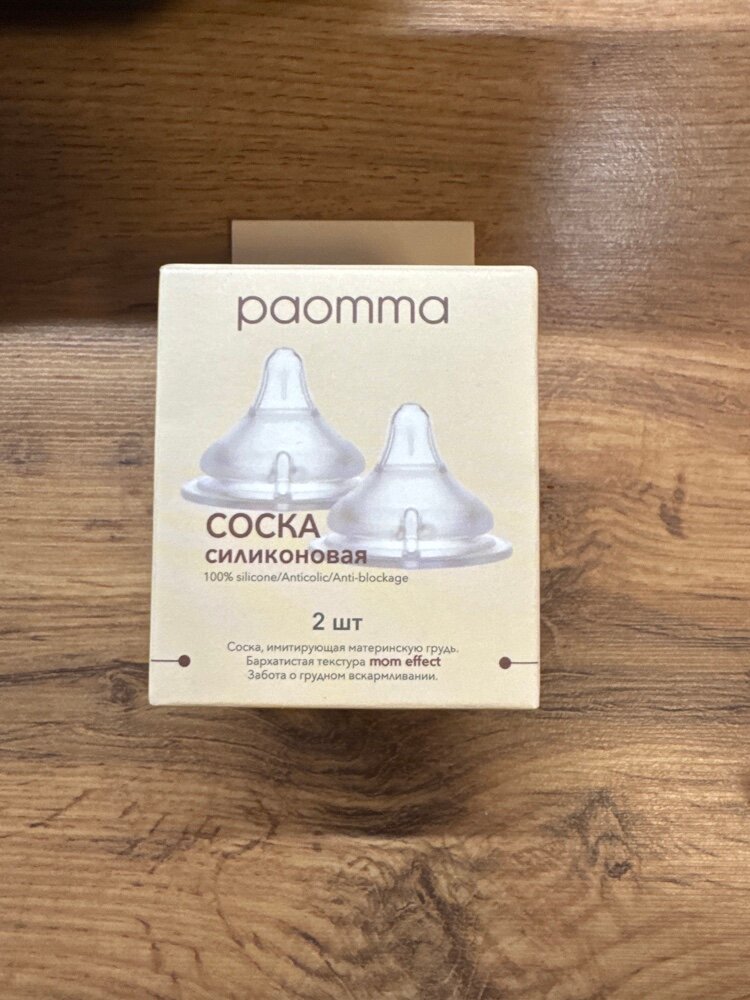 paomma
СОСКА
силиконовая
100% silicone/Anticolic/Anti-blockage
2 шт
Соска, имитирующая материнскую грудь.
Бархатистая текстура mom effect
Забота о грудном вскармливании.